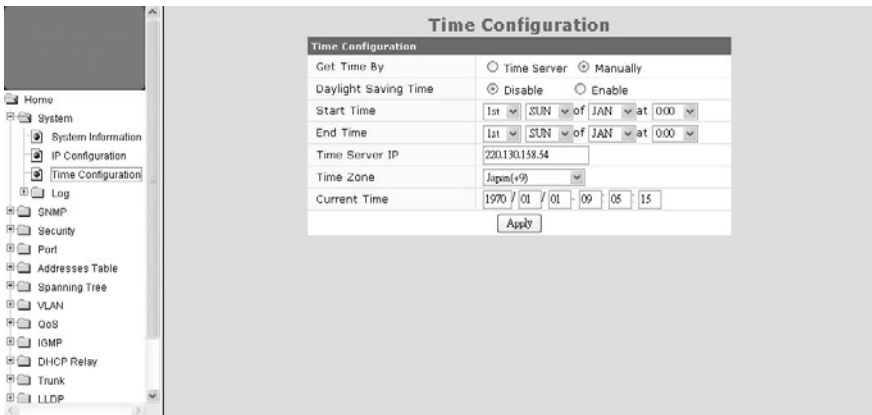 Home
System
System Information
IP Configuration
Time Configuration
Log
SNMP
Security
Port
Addresses Table
Spanning Tree
VLAN
QoS
IGMP
DHCP Relay
Trunk
LLDP
Time Configuration
Time Configuration
Get Time By Time Server Manually
Daylight Saving Time Disable Enable
Start Time 1st SUN of JAN at 0:00
End Time 1st SUN of JAN at 0:00
Time Server IP 220.130.158.54
Time Zone Japan(+9)
Current Time 1970 / 01 / 01 - 09 : 05 : 15
Apply